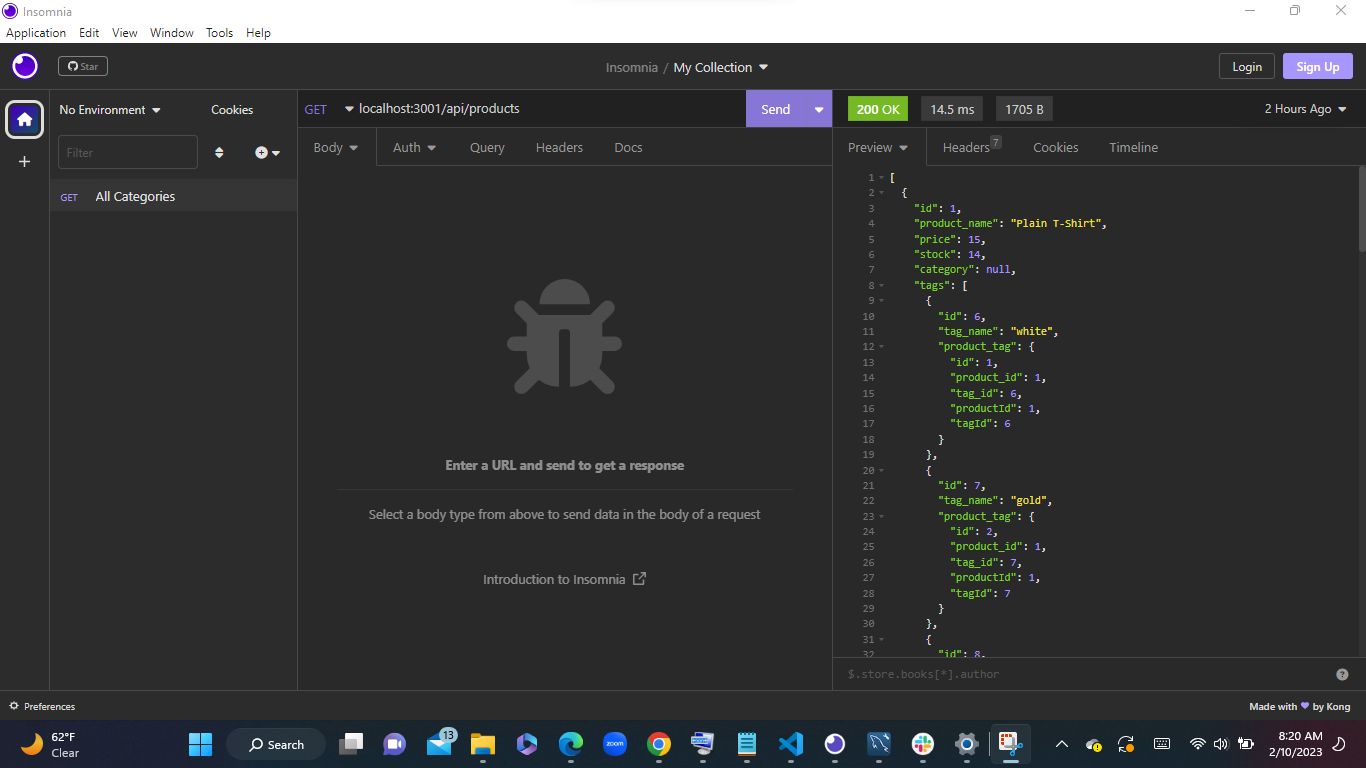 Insomnia
Application Edit View Window Tools Help
Star
Insomnia / My Collection
Login
Sign Up
No Environment
Cookies
Filter
GET All Categories
GET localhost:3001/api/products
Send
Body
Auth
Query
Headers
Docs
Enter a URL and send to get a response
Select a body type from above to send data in the body of a request
Introduction to Insomnia
200 OK
14.5 ms
1705 B
2 Hours Ago
Preview
Headers 7
Cookies
Timeline
1 [
2 {
3 "id": 1,
4 "product_name": "Plain T-Shirt",
5 "price": 15,
6 "stock": 14,
7 "category": null,
8 "tags": [
9 {
10 "id": 6,
11 "tag_name": "white",
12 "product_tag": {
13 "id": 1,
14 "product_id": 1,
15 "tag_id": 6,
16 "productId": 1,
17 "tagId": 6
18 }
19 },
20 {
21 "id": 7,
22 "tag_name": "gold",
23 "product_tag": {
24 "id": 2,
25 "product_id": 1,
26 "tag_id": 7,
27 "productId": 1,
28 "tagId": 7
29 }
30 },
31 {
32 "id": 8,
$.store.books[*].author
Preferences
Made with by Kong
62°F
Clear
Search
13
zoom
8:20 AM
2/10/2023